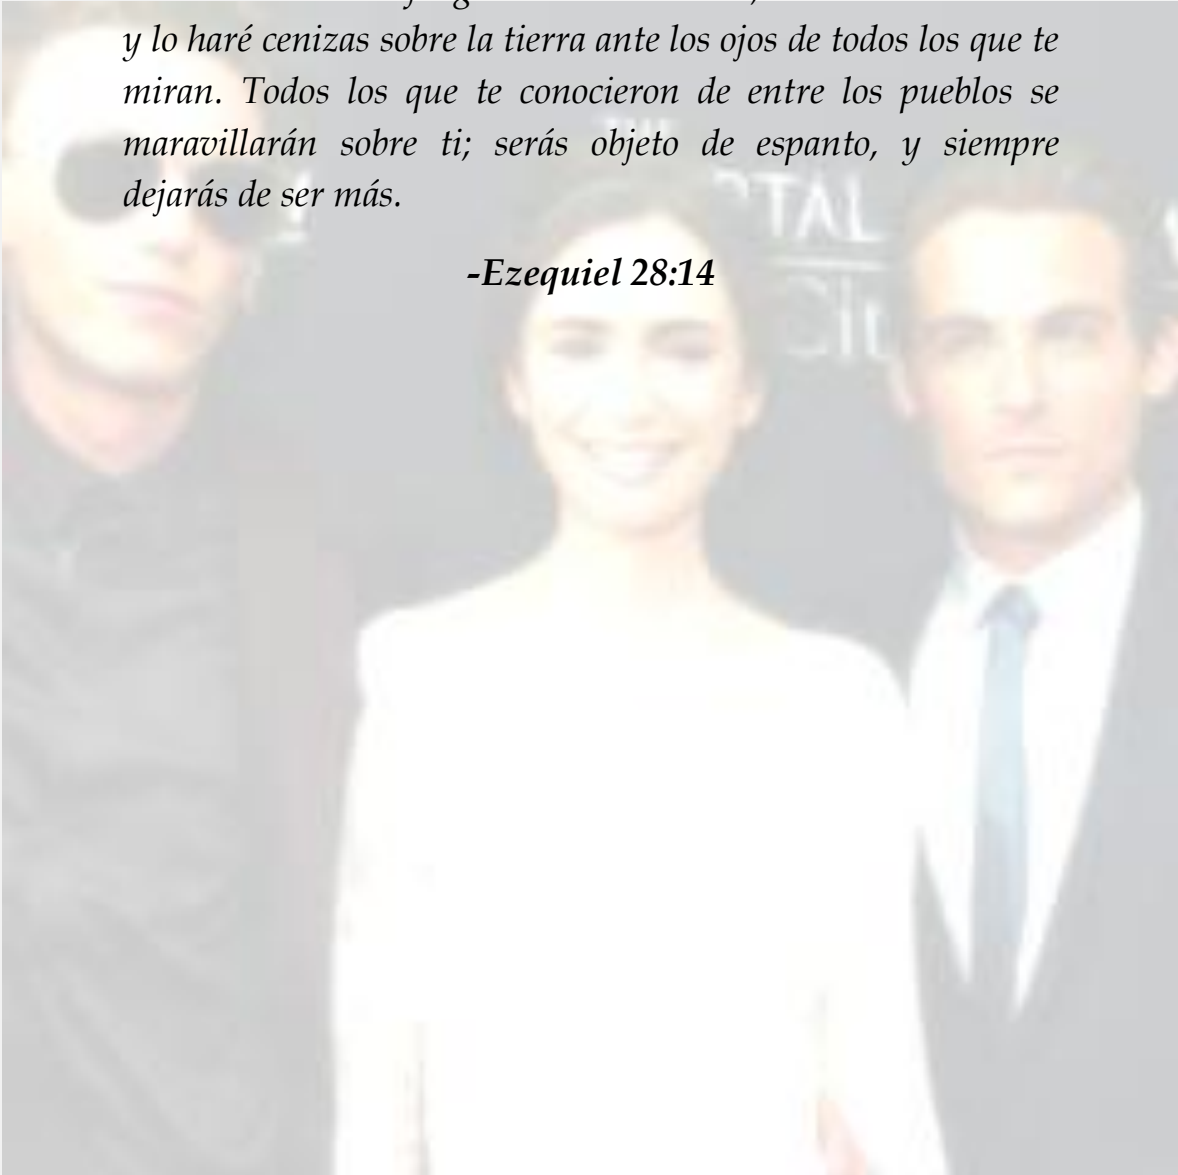 y lo haré cenizas sobre la tierra ante los ojos de todos los que te
miran. Todos los que te conocieron de entre los pueblos se
maravillarán sobre ti; serás objeto de espanto, y siempre
dejarás de ser más.
-Ezequiel 28:14
THE
TAL